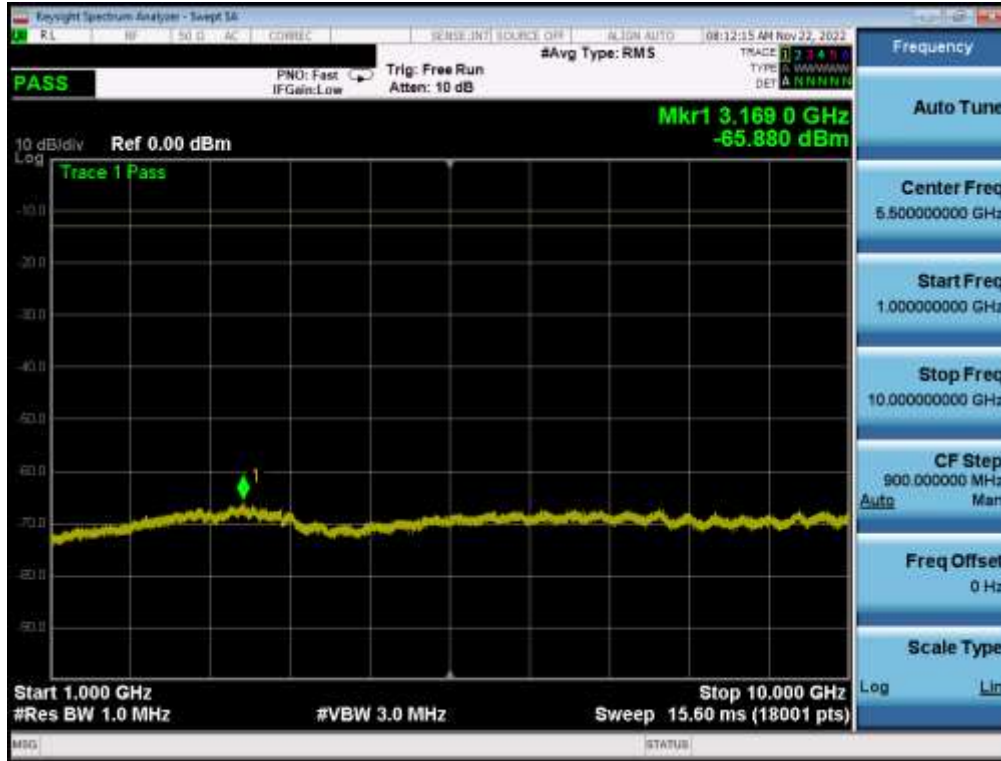 Keysight Spectrum Analyzer - Swept SA
RL RF 50 Ω AC CORREC SENSE:INT SOURCE OFF ALIGN AUTO 08:12:15 AM Nov 22, 2022
#Avg Type: RMS
TRACE 1 2 3 4 5 6
TYPE A WWWWW
DET A N N N N N
PASS
PNO: Fast
IFGain:Low
Trig: Free Run
Atten: 10 dB
Mkr1 3.169 0 GHz
-65.880 dBm
10 dB/div Ref 0.00 dBm
Log
Trace 1 Pass
-10.0
-20.0
-30.0
-40.0
-50.0
-60.0
-70.0
-80.0
-90.0
1
Start 1.000 GHz
Stop 10.000 GHz
#Res BW 1.0 MHz
#VBW 3.0 MHz
Sweep 15.60 ms (18001 pts)
MSG
STATUS
Frequency
Auto Tune
Center Freq
5.500000000 GHz
Start Freq
1.000000000 GHz
Stop Freq
10.000000000 GHz
CF Step
900.000000 MHz
Auto Man
Freq Offset
0 Hz
Scale Type
Log Lin